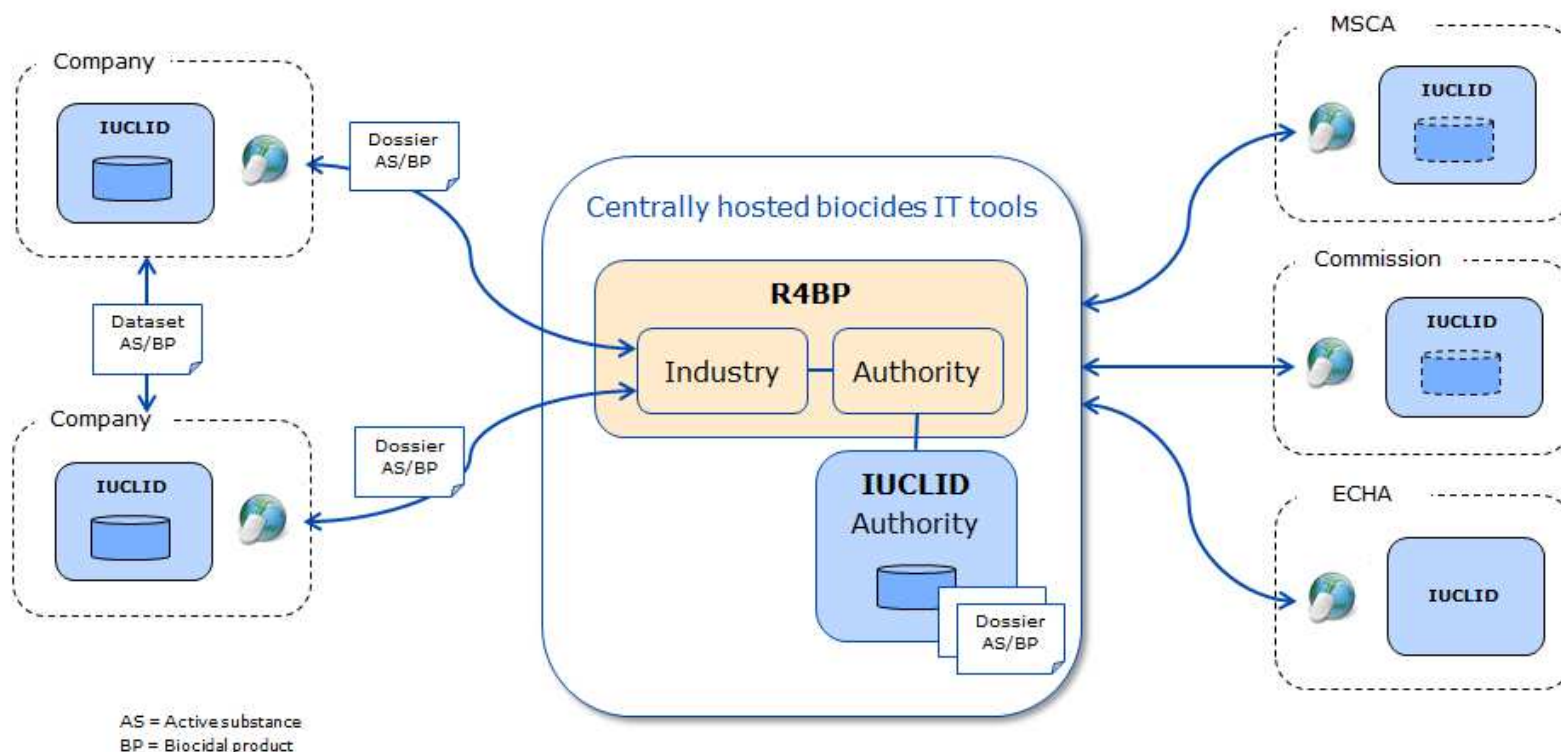 Company
IUCLID
Dossier
AS/BP
Dataset
AS/BP
Company
IUCLID
Dossier
AS/BP
Centrally hosted biocides IT tools
R4BP
Industry
Authority
IUCLID
Authority
Dossier
AS/BP
MSCA
IUCLID
Commission
IUCLID
ECHA
IUCLID
AS = Active substance
BP = Biocidal product